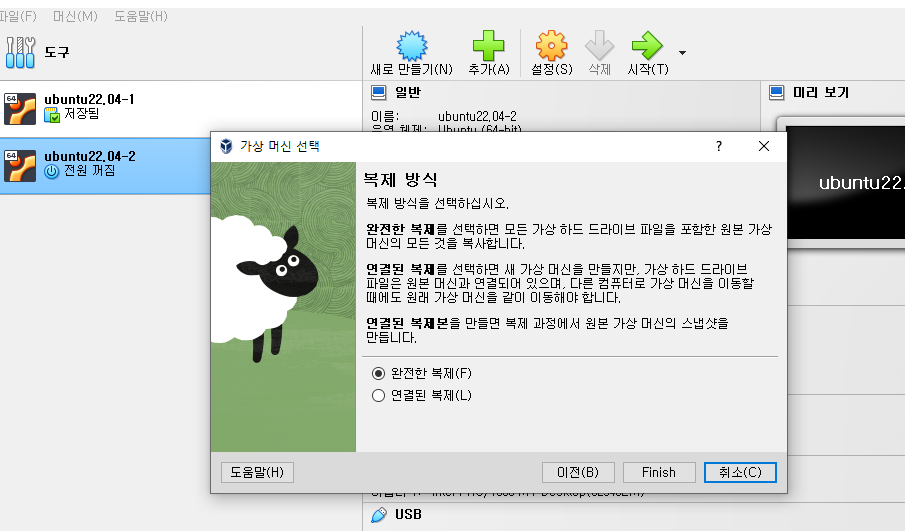 파일(F) 머신(M) 도움말(H)
도구
새로 만들기(N) 추가(A) 설정(S) 삭제 시작(T)
64 ubuntu22.04-1
저장됨
64 ubuntu22.04-2
전원 꺼짐
일반
이름: ubuntu22.04-2
운영 체제: Ubuntu (64-bit)
미리 보기
ubuntu22.
가상 머신 선택 ?
복제 방식
복제 방식을 선택하십시오.
완전한 복제를 선택하면 모든 가상 하드 드라이브 파일을 포함한 원본 가상
머신의 모든 것을 복사합니다.
연결된 복제를 선택하면 새 가상 머신을 만들지만, 가상 하드 드라이브
파일은 원본 머신과 연결되어 있으며, 다른 컴퓨터로 가상 머신을 이동할
때에도 원래 가상 머신을 같이 이동해야 합니다.
연결된 복제본을 만들면 복제 과정에서 원본 가상 머신의 스냅샷을
만듭니다.
완전한 복제(F)
연결된 복제(L)
도움말(H) 이전(B) Finish 취소(C)
USB